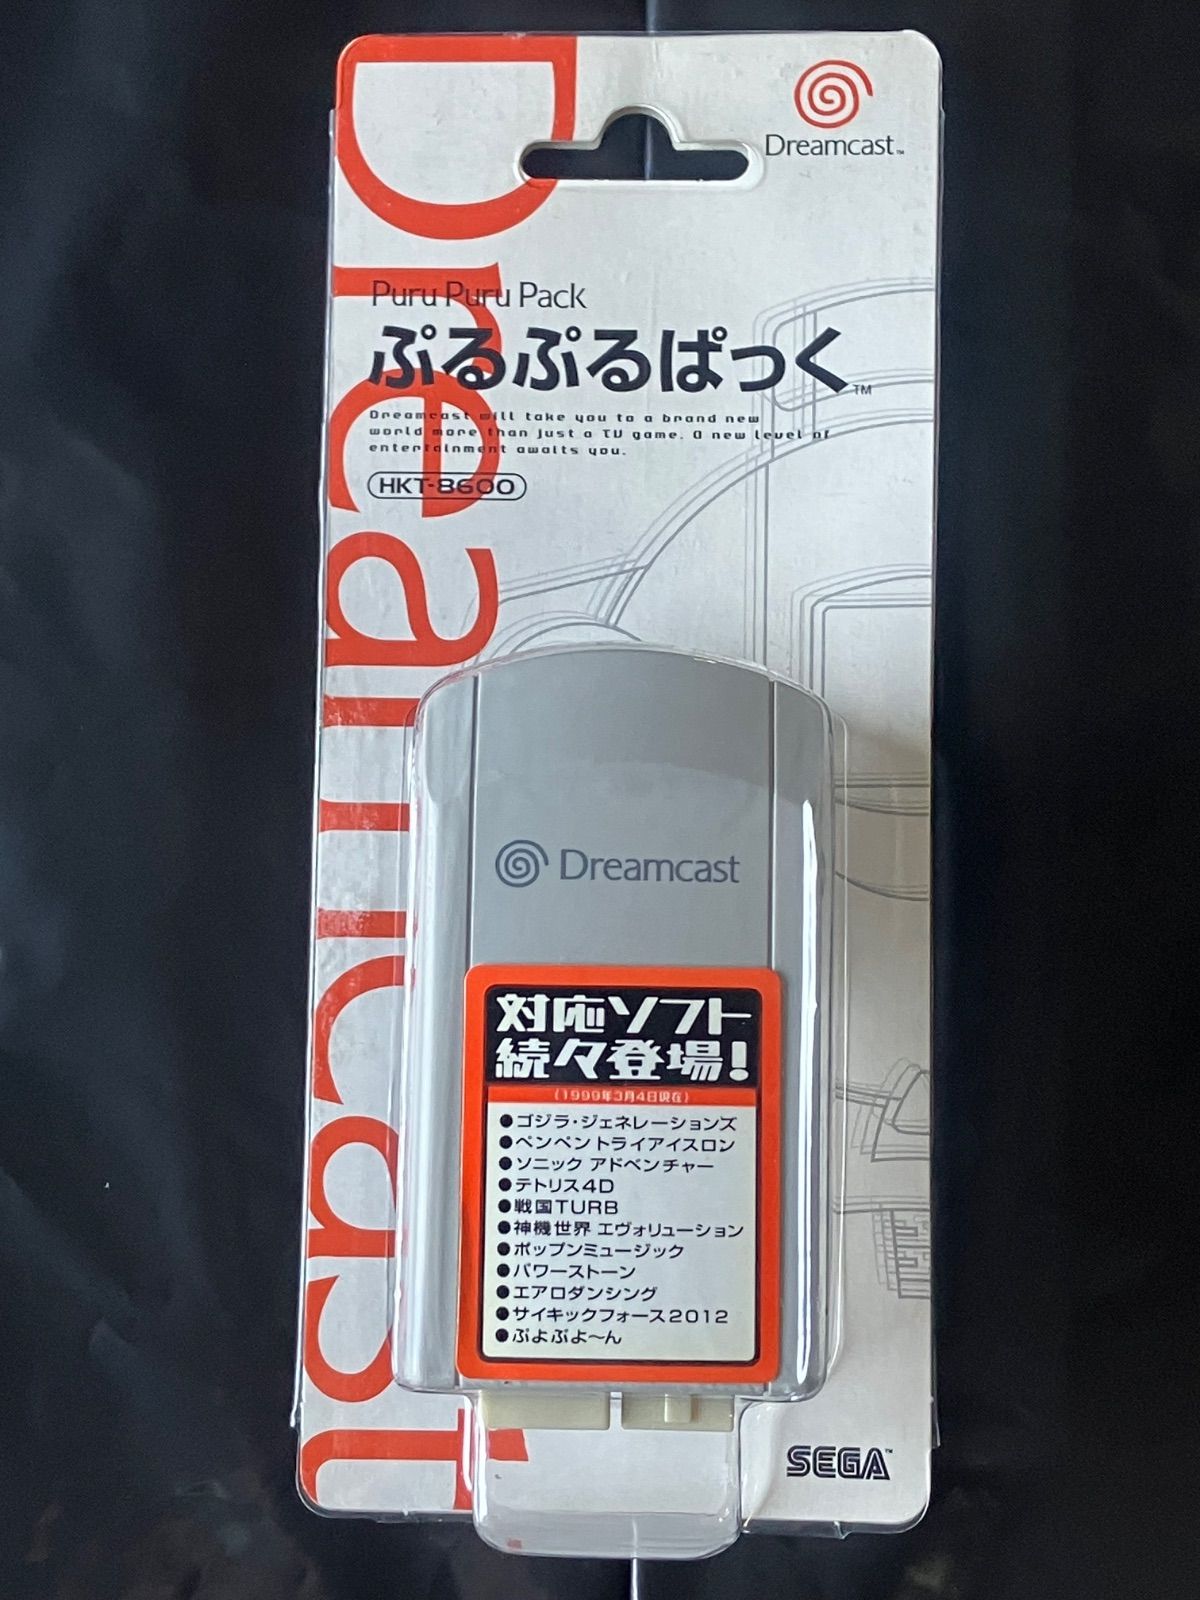 Dreamcast
Dreamcast™
Puru Puru Pack
ぷるぷるぱっく™
Dreamcast will take you to a brand new
world more than just a TV game. A new level of
entertainment awaits you.
HKT-8600
Dreamcast
対応ソフト
続々登場!
(1999年3月4日現在)
●ゴジラ・ジェネレーションズ
●ペンペン トライアイスロン
●ソニック アドベンチャー
●テトリス4D
●戦国TURB
●神機世界 エヴォリューション
●ポップンミュージック
●パワーストーン
●エアロダンシング
●サイキックフォース2012
●ぷよぷよ〜ん
SEGA™